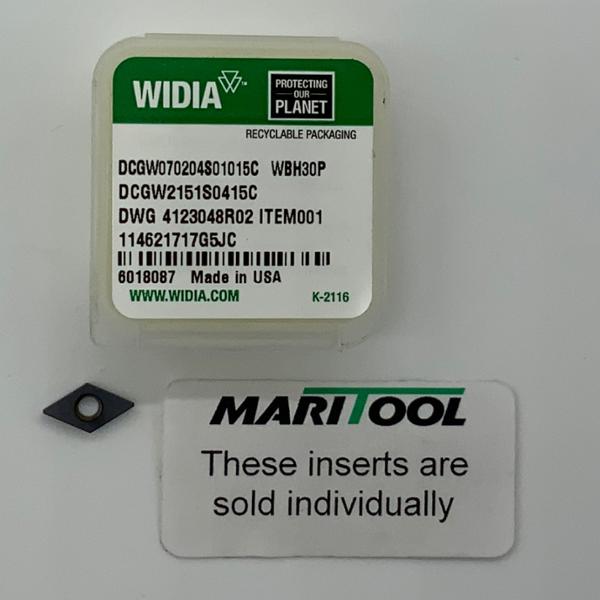 WIDIA™
PROTECTING
OUR
PLANET
RECYCLABLE PACKAGING
DCGW070204S01015C WBH30P
DCGW2151S0415C
DWG 4123048R02 ITEM001
114621717G5JC
6018087 Made in USA
WWW.WIDIA.COM K-2116
MARITOOL
These inserts are
sold individually